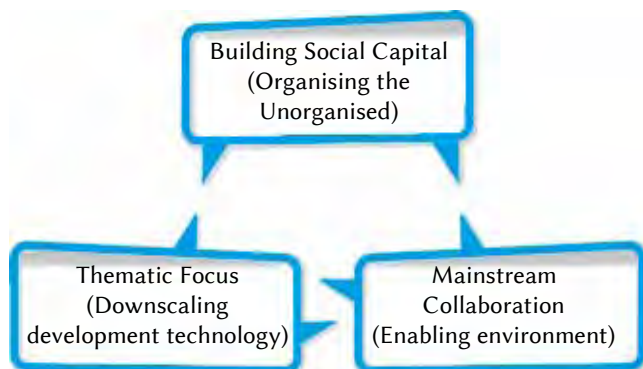 Building Social Capital
(Organising the
Unorganised)
Thematic Focus
(Downscaling
development technology)
Mainstream
Collaboration
(Enabling environment)